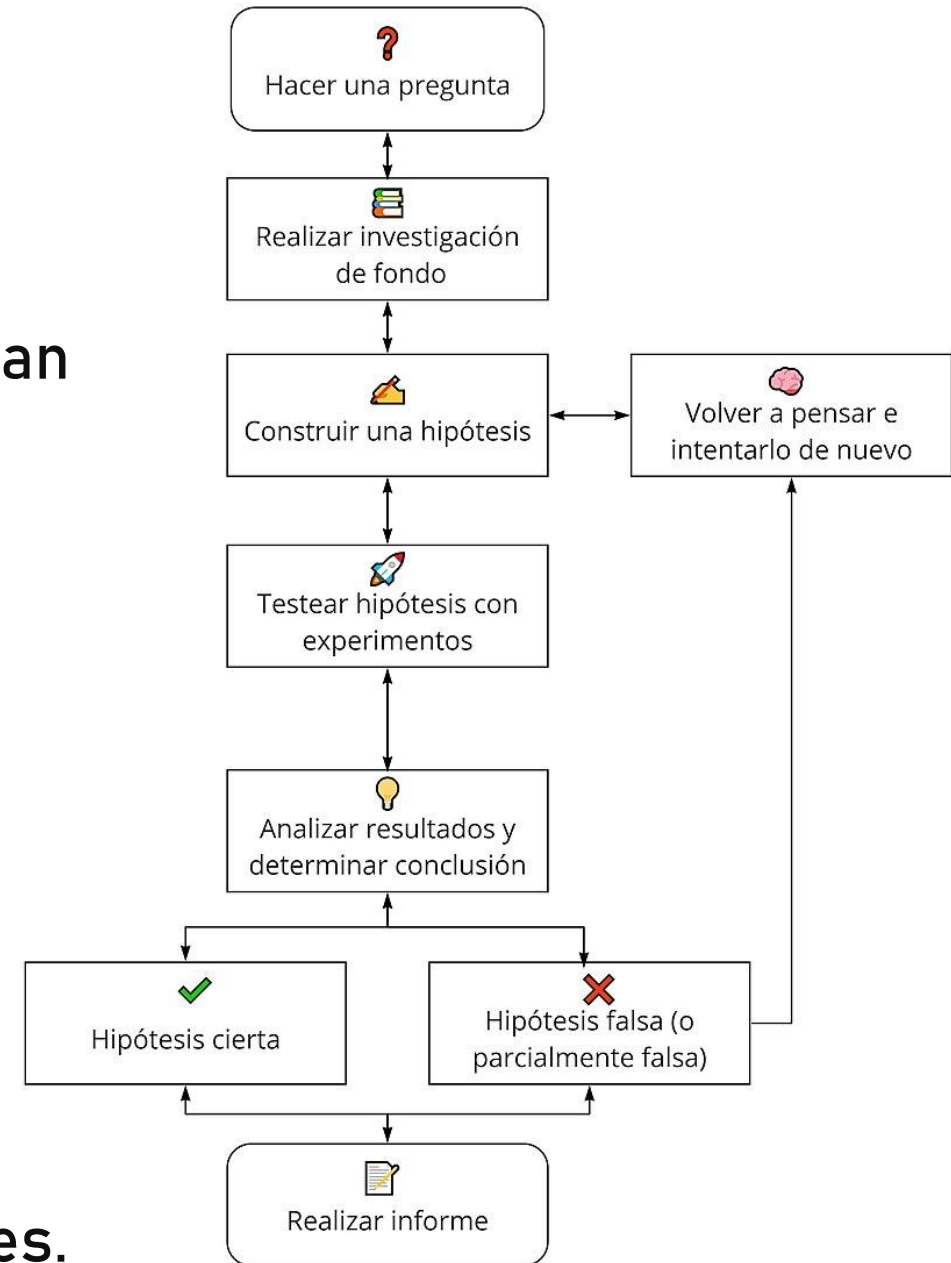 Hacer una pregunta
Realizar investigación
de fondo
an
Construir una hipótesis
Volver a pensar e
intentarlo de nuevo
Testear hipótesis con
experimentos
Analizar resultados y
determinar conclusión
Hipótesis cierta
Hipótesis falsa (o
parcialmente falsa)
Realizar informe
es.